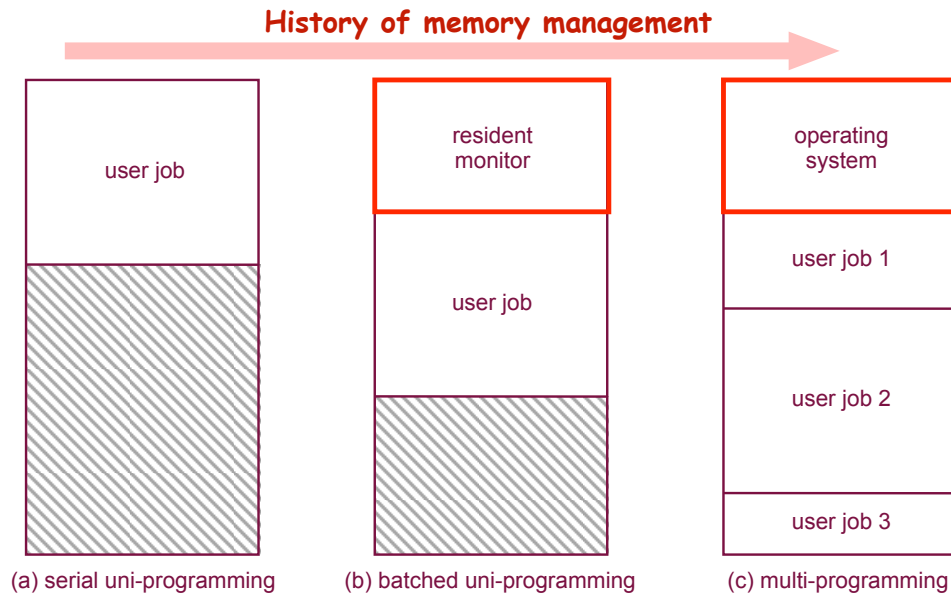 History of memory management
user job
resident
monitor
user job
operating
system
user job 1
user job 2
user job 3
(a) serial uni-programming
(b) batched uni-programming
(c) multi-programming